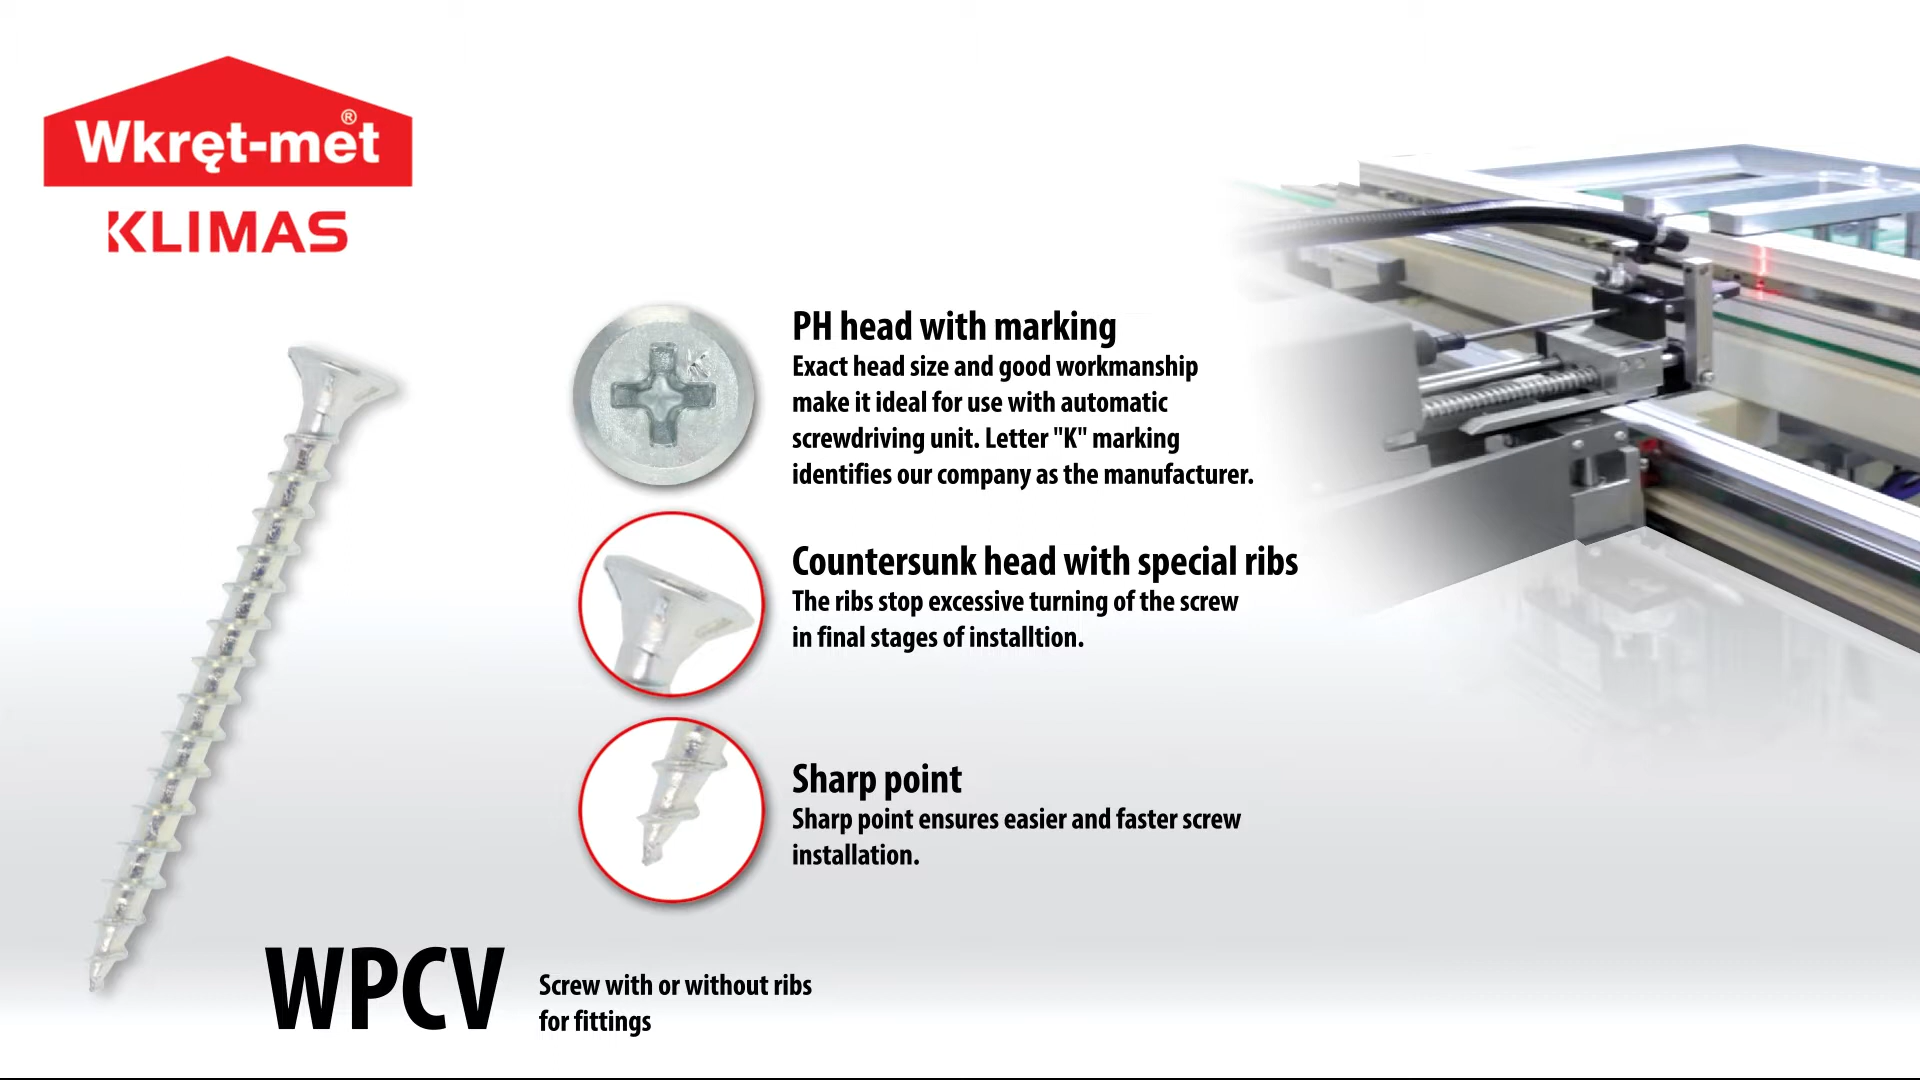 Wkręt-met®
KLIMAS
PH head with marking
Exact head size and good workmanship
make it ideal for use with automatic
screwdriving unit. Letter "K" marking
identifies our company as the manufacturer.
K
Countersunk head with special ribs
The ribs stop excessive turning of the screw
in final stages of installtion.
Sharp point
Sharp point ensures easier and faster screw
installation.
WPCV
Screw with or without ribs
for fittings